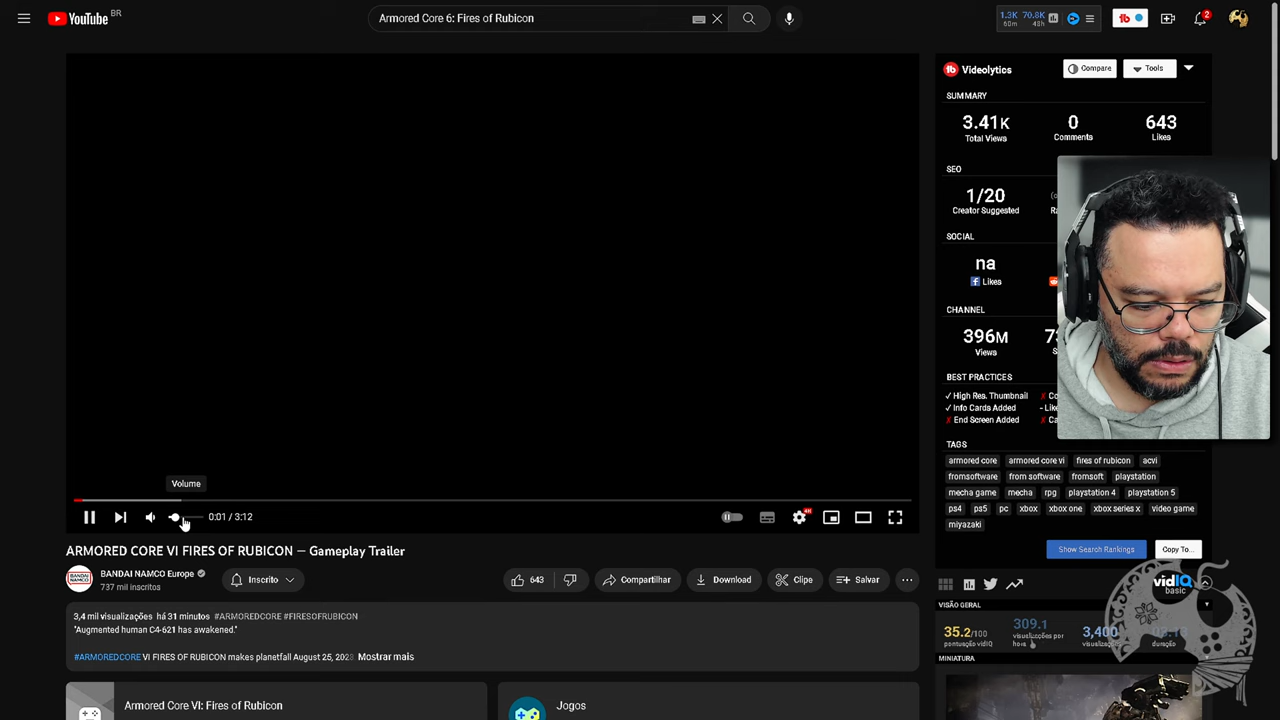 YouTube BR
Armored Core 6: Fires of Rubicon
1.3K 70.8K
60m 48h
tb
2
tb Videolytics
Compare
Tools
SUMMARY
3.41K
Total Views
0
Comments
643
Likes
SEO
1/20
Creator Suggested
SOCIAL
na
Likes
CHANNEL
396M
Views
BEST PRACTICES
✓ High Res. Thumbnail
✓ Info Cards Added
✗ End Screen Added
TAGS
armored core armored core vi fires of rubicon acvi
fromsoftware from software fromsoft playstation
mecha game mecha rpg playstation 4 playstation 5
ps4 ps5 pc xbox xbox one xbox series x video game
miyazaki
Show Search Rankings
Copy To...
vidIQ
basic
VISÃO GERAL
35.2/100
pontuação vidIQ
309.1
visualizações por
hora
3,400
duração
MINIATURA
Volume
0:01 / 3:12
4K
ARMORED CORE VI FIRES OF RUBICON — Gameplay Trailer
BANDAI NAMCO Europe
737 mil inscritos
Inscrito
643
Compartilhar
Download
Clipe
Salvar
3,4 mil visualizações há 31 minutos #ARMOREDCORE #FIRESOFRUBICON
"Augmented human C4-621 has awakened."
#ARMOREDCORE VI FIRES OF RUBICON makes planetfall August 25, 2023 Mostrar mais
Armored Core VI: Fires of Rubicon
Jogos